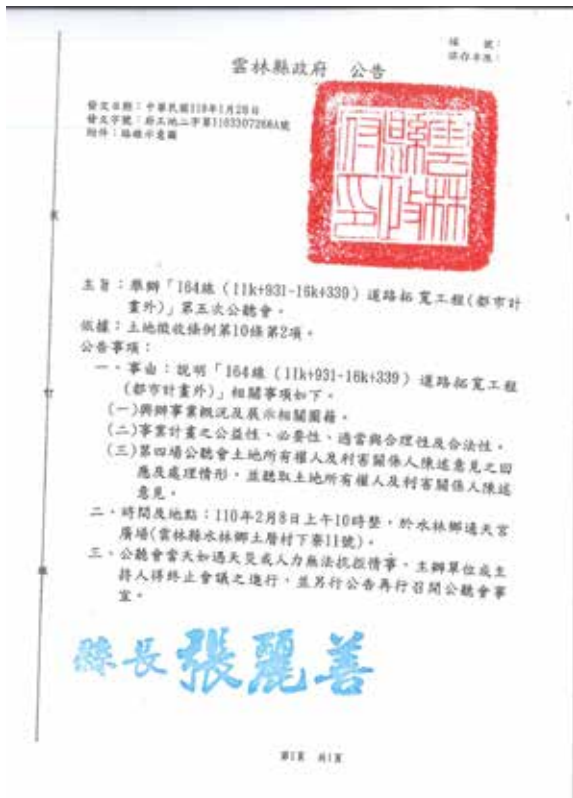 檔 號：
保存年限：
雲林縣政府 公告
發文日期：中華民國110年1月28日
發文字號：府工地二字第1103307266A號
附件：路線示意圖
雲林縣政府印
主旨：舉辦「164線（11k+931-16k+339）道路拓寬工程(都市計
畫外)」第五次公聽會。
依據：土地徵收條例第10條第2項。
公告事項：
一、事由：說明「164線（11k+931-16k+339）道路拓寬工程
（都市計畫外)」相關事項如下。
(一)興辦事業概況及展示相關圖籍。
(二)事業計畫之公益性、必要性、適當與合理性及合法性。
(三)第四場公聽會土地所有權人及利害關係人陳述意見之回
應及處理情形，並聽取土地所有權人及利害關係人陳述
意見。
二、時間及地點：110年2月8日上午10時整，於水林鄉通天宮
廣場(雲林縣水林鄉土厝村下寮11號)。
三、公聽會當天如遇天災或人力無法抗拒情事，主辦單位或主
持人得終止會議之進行，並另行公告再行召開公聽會事
宜。
縣長 張麗善
第1頁 共1頁
裝
訂
線